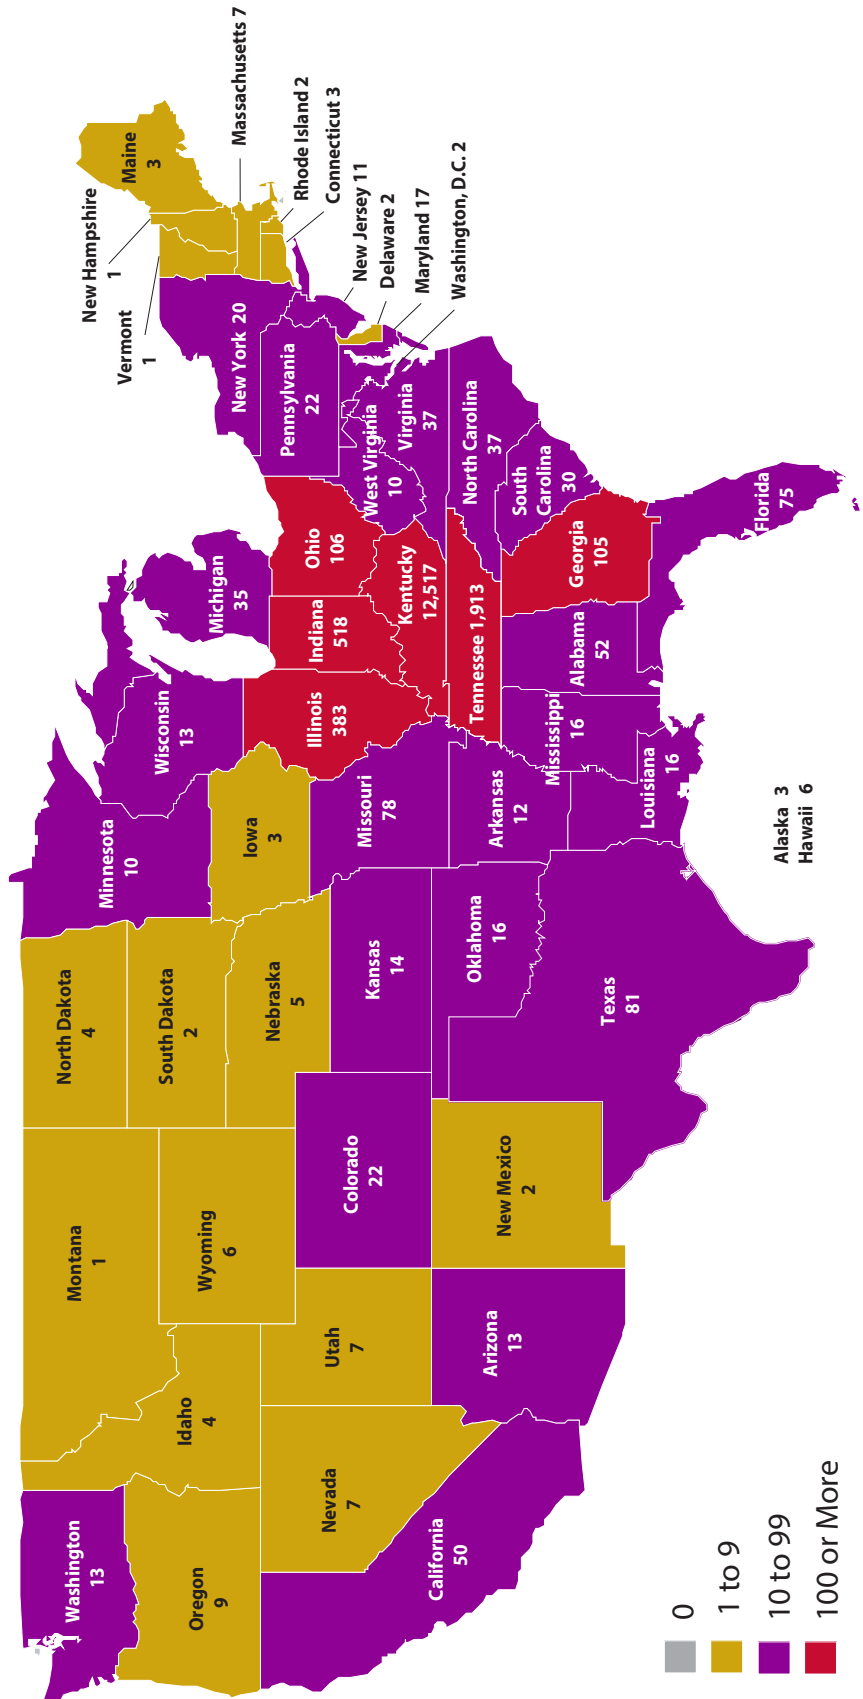 Washington
13
Oregon
9
California
50
Nevada
7
Idaho
4
Montana
1
Wyoming
6
Utah
7
Arizona
13
Colorado
22
New Mexico
2
North Dakota
4
South Dakota
2
Nebraska
5
Kansas
14
Oklahoma
16
Texas
81
Minnesota
10
Iowa
3
Missouri
78
Arkansas
12
Louisiana
16
Wisconsin
13
Illinois
383
Mississippi
16
Michigan
35
Indiana
518
Kentucky
12,517
Tennessee 1,913
Alabama
52
Ohio
106
Georgia
105
Florida
75
South
Carolina
30
North Carolina
37
Virginia
37
West Virginia
10
Pennsylvania
22
New York 20
Vermont
1
New Hampshire
1
Maine
3
Massachusetts 7
Rhode Island 2
Connecticut 3
New Jersey 11
Delaware 2
Maryland 17
Washington, D.C. 2
Alaska 3
Hawaii 6
0
1 to 9
10 to 99
100 or More